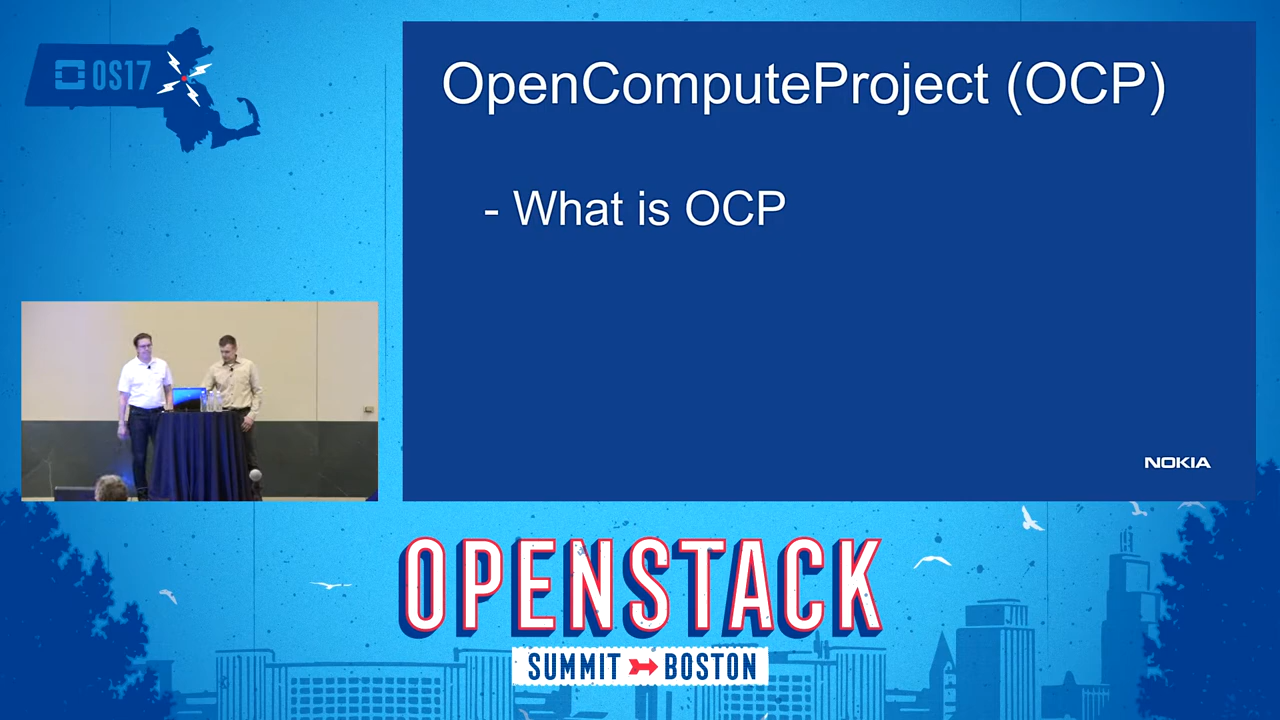 OS17
OpenComputeProject (OCP)
- What is OCP
NOKIA
OPENSTACK
SUMMIT BOSTON